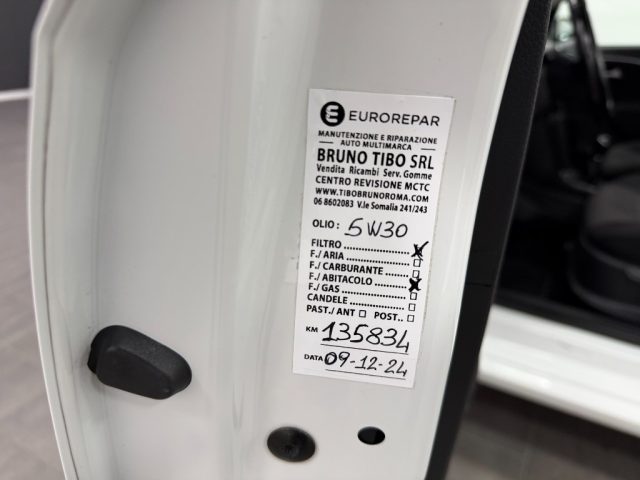 EUROREPAR
MANUTENZIONE E RIPARAZIONE
AUTO MULTIMARCA
BRUNO TIBO SRL
Vendita Ricambi Serv. Gomme
CENTRO REVISIONE MCTC
WWW.TIBOBRUNOROMA.COM
06 8602083 V.le Somalia 241/243
OLIO: 5W30
FILTRO
F./ARIA
F./CARBURANTE
F./ABITACOLO
F./GAS
CANDELE
PAST./ANT POST..
KM 135834
DATA 09-12-24